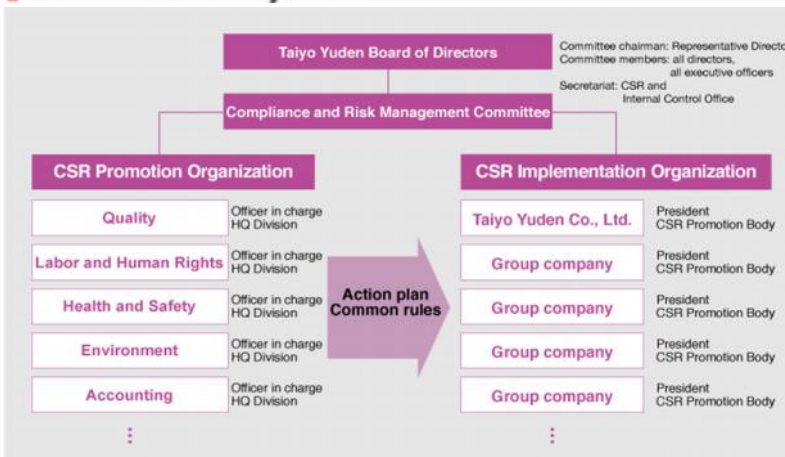 Taiyo Yuden Board of Directors
Committee chairman: Representative Directo
Committee members: all directors,
all executive officers
Secretariat: CSR and
Internal Control Office
Compliance and Risk Management Committee
CSR Promotion Organization
Quality
Officer in charge
HQ Division
Labor and Human Rights
Officer in charge
HQ Division
Health and Safety
Officer in charge
HQ Division
Environment
Officer in charge
HQ Division
Accounting
Officer in charge
HQ Division
Action plan
Common rules
CSR Implementation Organization
Taiyo Yuden Co., Ltd.
President
CSR Promotion Body
Group company
President
CSR Promotion Body
Group company
President
CSR Promotion Body
Group company
President
CSR Promotion Body
Group company
President
CSR Promotion Body